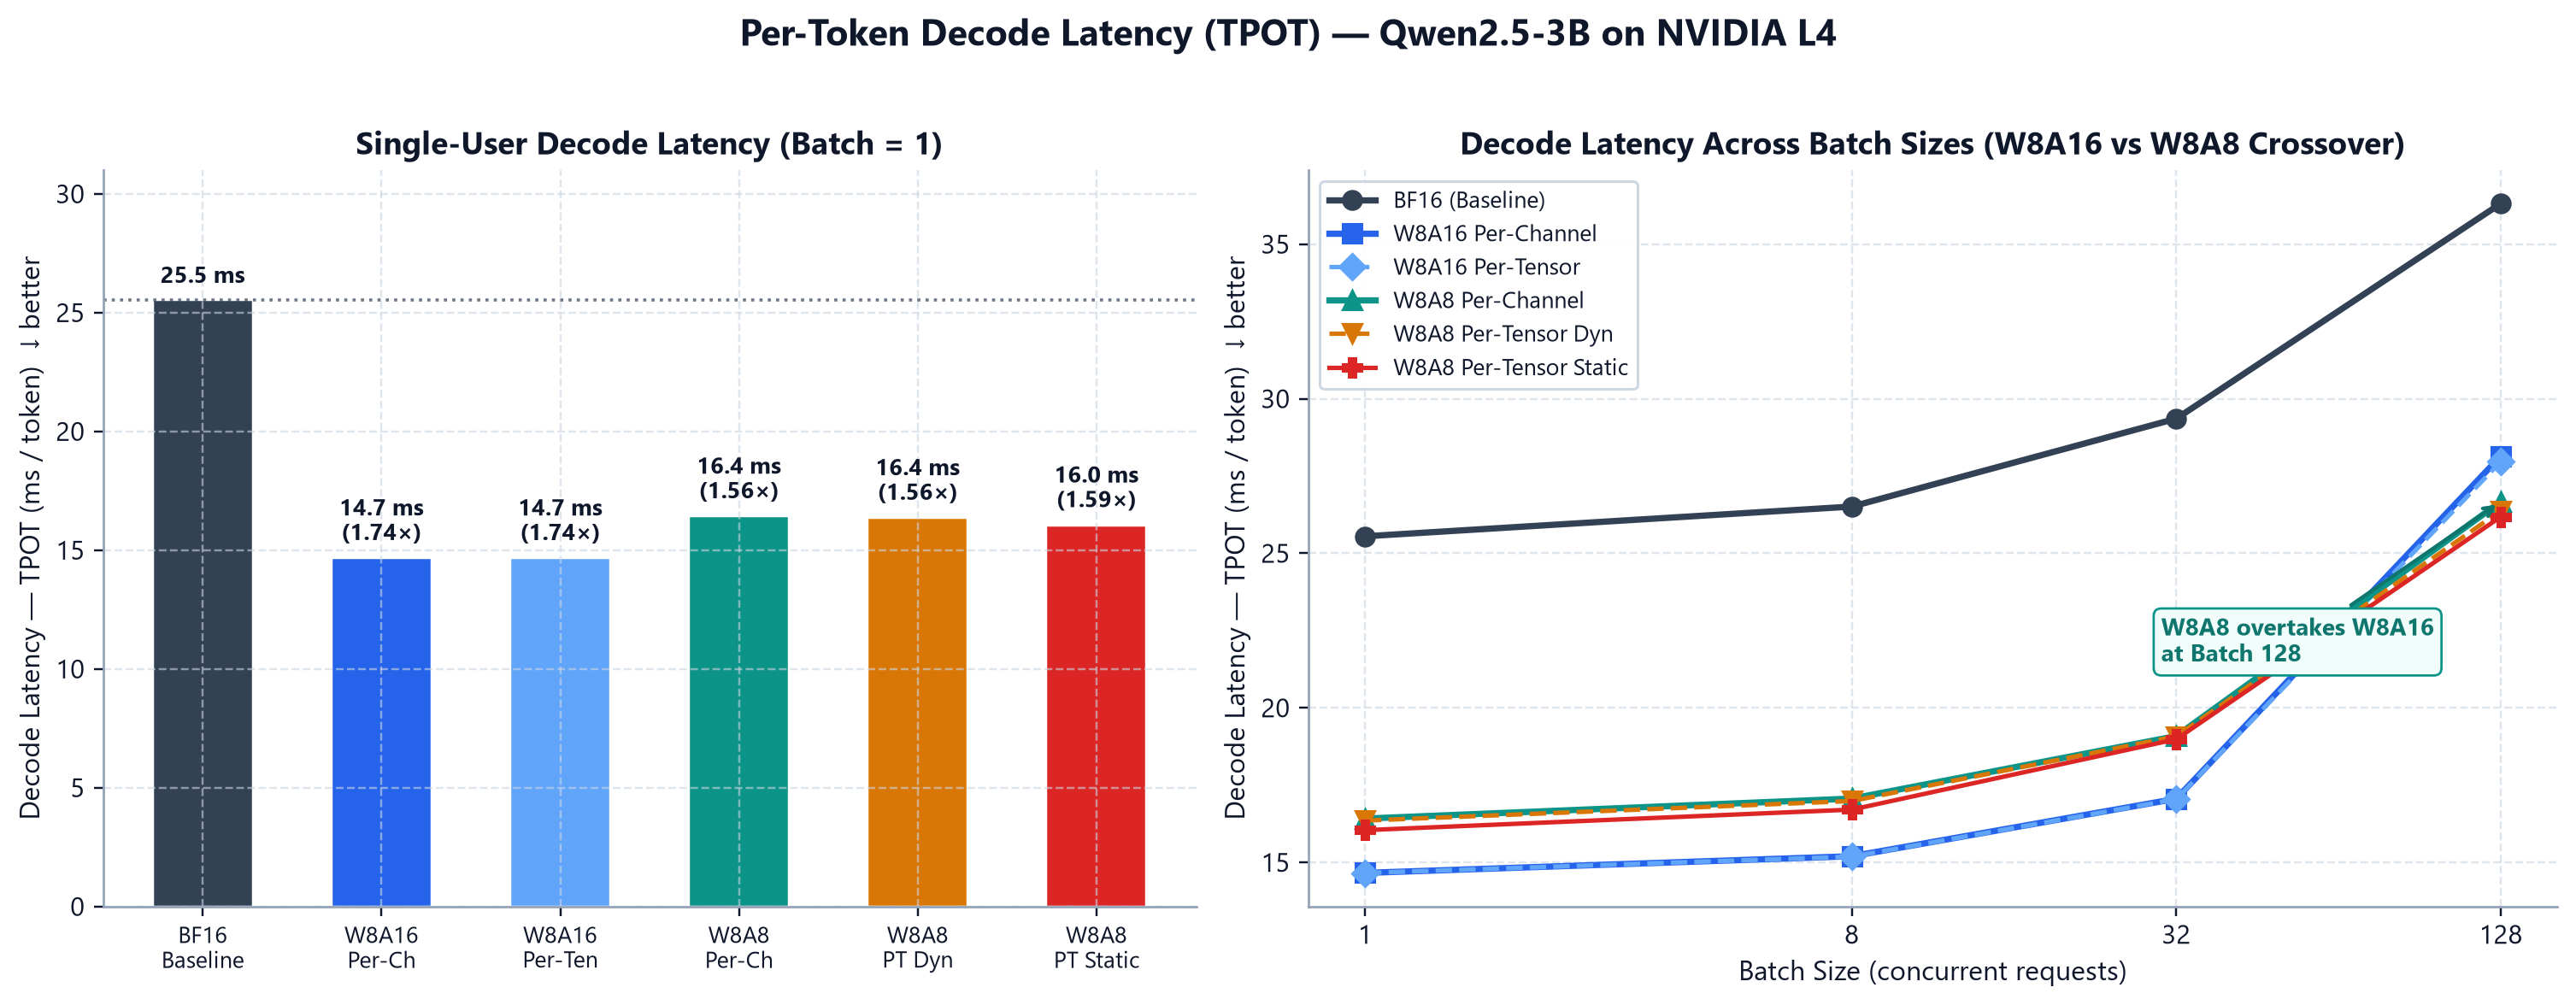 Per-Token Decode Latency (TPOT) — Qwen2.5-3B on NVIDIA L4
Single-User Decode Latency (Batch = 1)
Decode Latency — TPOT (ms / token) ↓ better
30
25
20
15
10
5
0
25.5 ms
14.7 ms
(1.74×)
14.7 ms
(1.74×)
16.4 ms
(1.56×)
16.4 ms
(1.56×)
16.0 ms
(1.59×)
BF16
Baseline
W8A16
Per-Ch
W8A16
Per-Ten
W8A8
Per-Ch
W8A8
PT Dyn
W8A8
PT Static
Decode Latency Across Batch Sizes (W8A16 vs W8A8 Crossover)
Decode Latency — TPOT (ms / token) ↓ better
35
30
25
20
15
BF16 (Baseline)
W8A16 Per-Channel
W8A16 Per-Tensor
W8A8 Per-Channel
W8A8 Per-Tensor Dyn
W8A8 Per-Tensor Static
W8A8 overtakes W8A16
at Batch 128
1
8
32
128
Batch Size (concurrent requests)